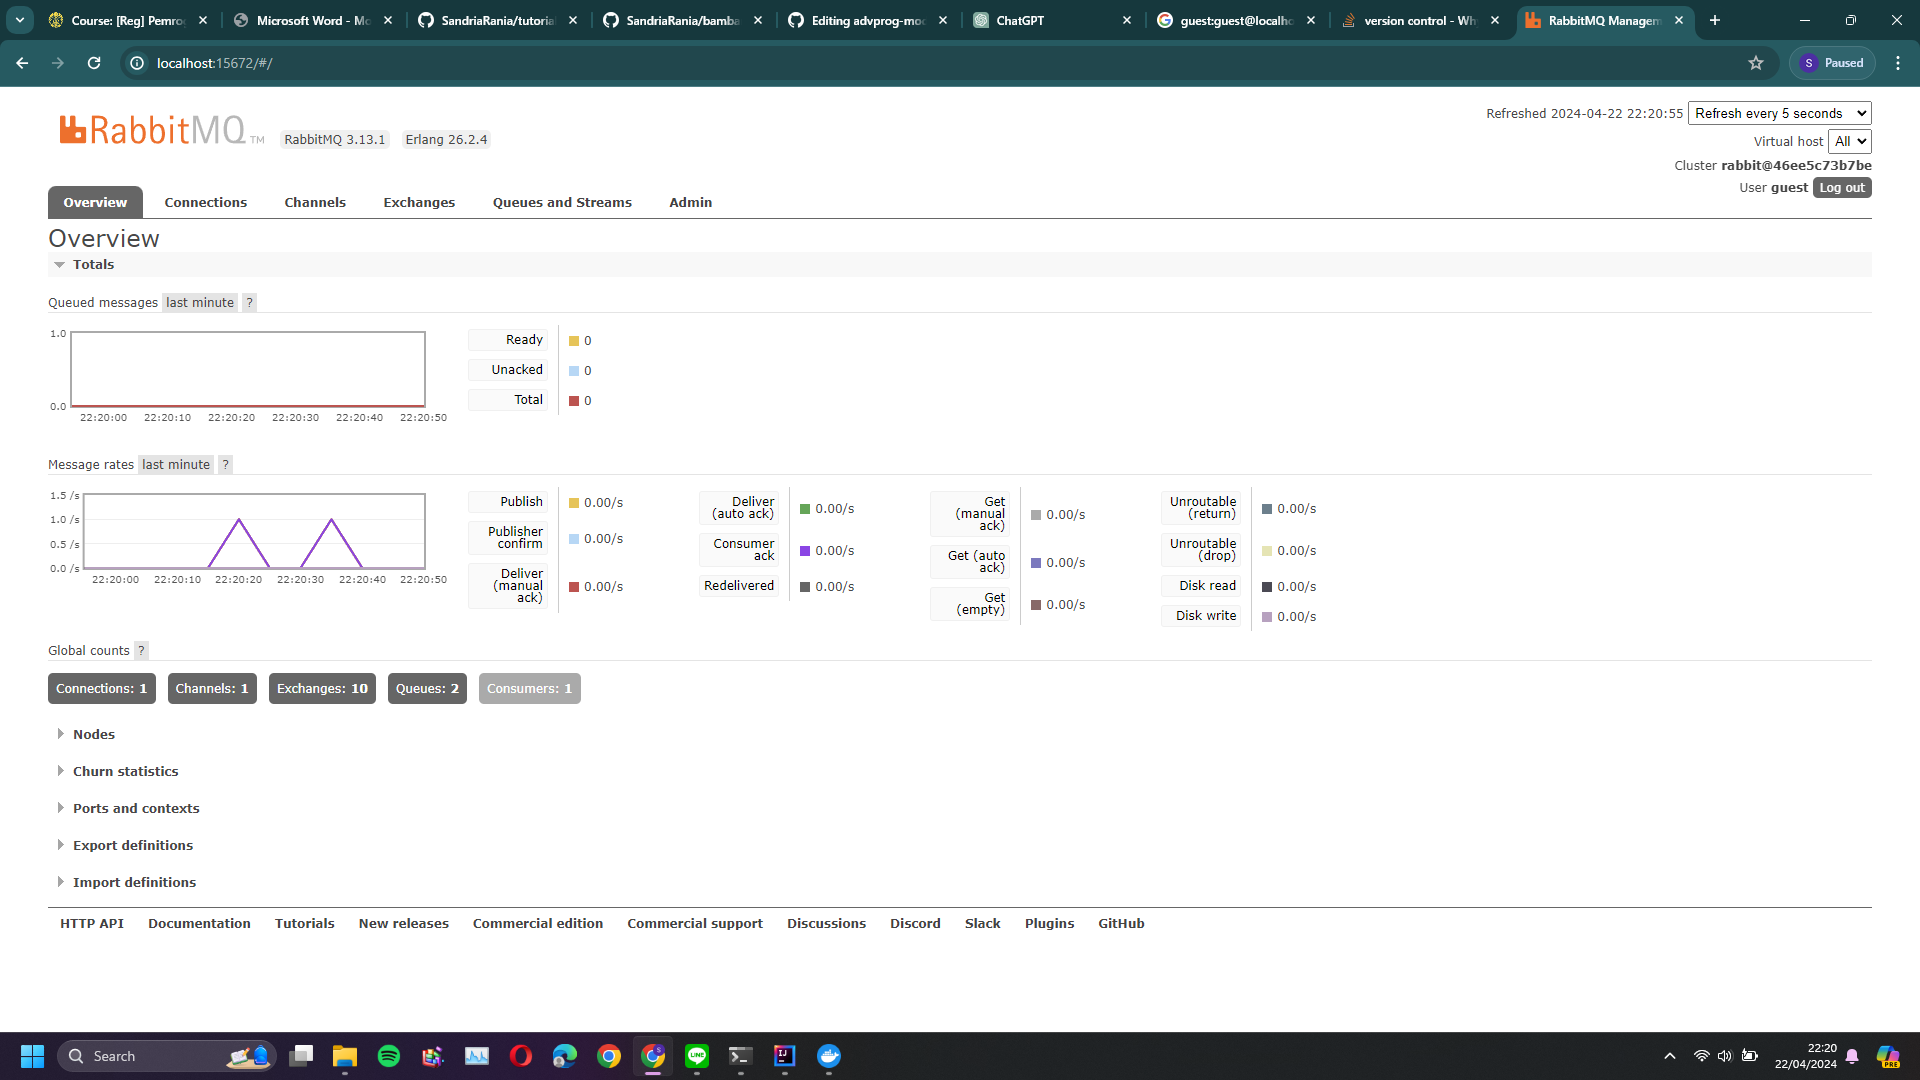 Course: [Reg] Pemro
Microsoft Word - Mo
SandriaRania/tutoria
SandriaRania/bamba
Editing advprog-mod
ChatGPT
guest:guest@localho
version control - Wh
RabbitMQ Managem
localhost:15672/#/
S Paused
Refreshed 2024-04-22 22:20:55 Refresh every 5 seconds
RabbitMQ TM RabbitMQ 3.13.1 Erlang 26.2.4
Virtual host All
Cluster rabbit@46ee5c73b7be
User guest Log out
Overview Connections Channels Exchanges Queues and Streams Admin
Overview
Totals
Queued messages last minute ?
1.0
0.0
22:20:00 22:20:10 22:20:20 22:20:30 22:20:40 22:20:50
Ready 0
Unacked 0
Total 0
Message rates last minute ?
1.5 /s
1.0 /s
0.5 /s
0.0 /s
22:20:00 22:20:10 22:20:20 22:20:30 22:20:40 22:20:50
Publish 0.00/s
Publisher
confirm 0.00/s
Deliver
(manual
ack) 0.00/s
Deliver
(auto ack) 0.00/s
Consumer
ack 0.00/s
Redelivered 0.00/s
Get
(manual
ack) 0.00/s
Get (auto
ack) 0.00/s
Get
(empty) 0.00/s
Unroutable
(return) 0.00/s
Unroutable
(drop) 0.00/s
Disk read 0.00/s
Disk write 0.00/s
Global counts ?
Connections: 1 Channels: 1 Exchanges: 10 Queues: 2 Consumers: 1
Nodes
Churn statistics
Ports and contexts
Export definitions
Import definitions
HTTP API Documentation Tutorials New releases Commercial edition Commercial support Discussions Discord Slack Plugins GitHub
Search
LINE
IJ
22:20
22/04/2024
PRE